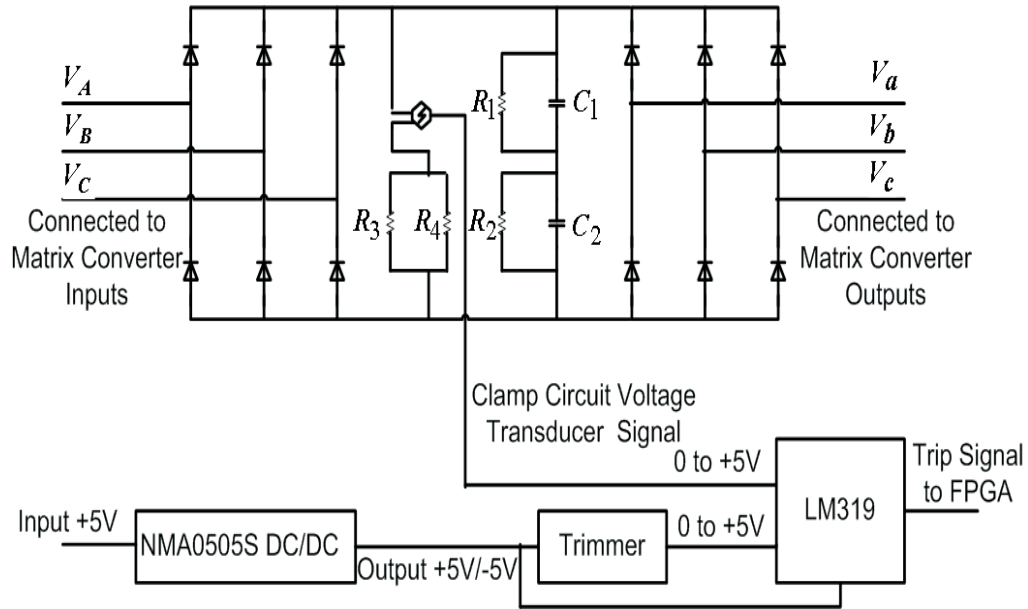 V_A
V_B
V_C
Connected to
Matrix Converter
Inputs
R_3
R_4
R_1
C_1
R_2
C_2
V_a
V_b
V_c
Connected to
Matrix Converter
Outputs
Clamp Circuit Voltage
Transducer Signal
0 to +5V
Input +5V
NMA0505S DC/DC
Output +5V/-5V
Trimmer
0 to +5V
LM319
Trip Signal
to FPGA